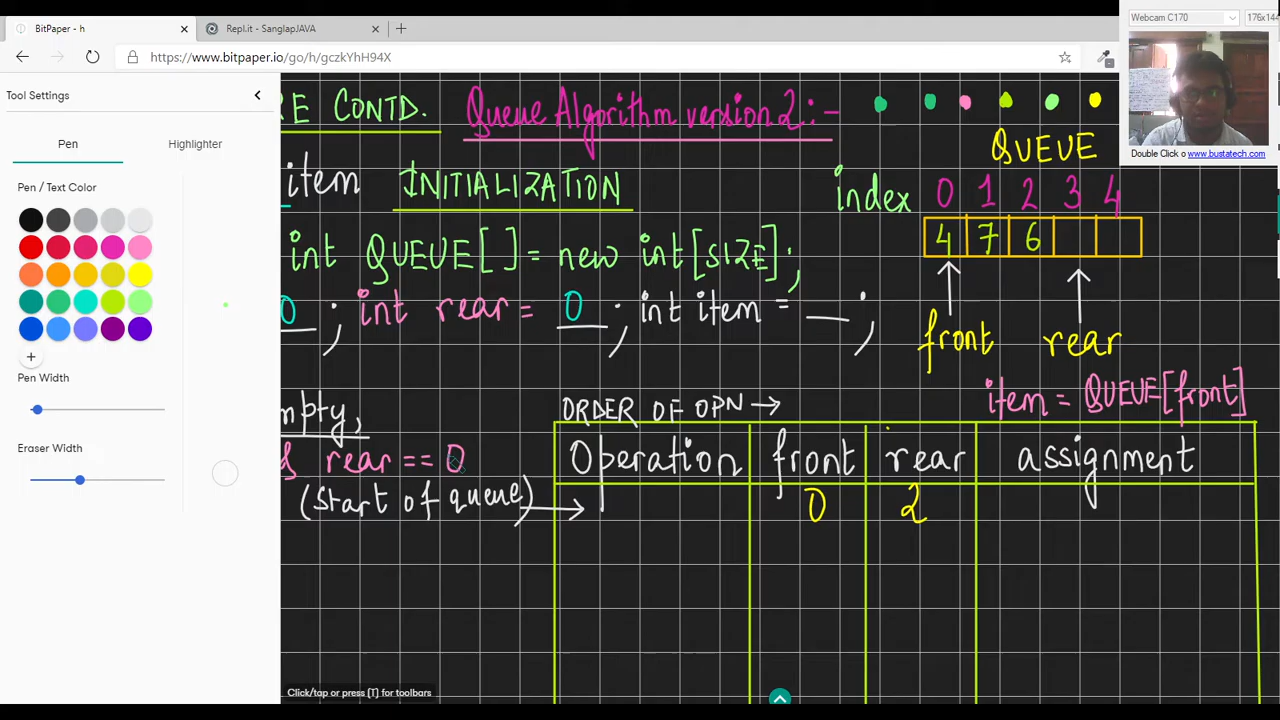 BitPaper - h
Repl.it - SanglapJAVA
Webcam C170
176x144
https://www.bitpaper.io/go/h/gczkYhH94X
Double Click o www.bustatech.com
Tool Settings
Pen
Highlighter
Pen / Text Color
Pen Width
Eraser Width
RE CONTD.
Queue Algorithm version 2:-
item
INITIALIZATION
int QUEUE[] = new int[SIZE];
0; int rear = 0; int item = __;
QUEUE
index 0 1 2 3 4
4 7 6
front rear
item = QUEUE[front]
mpty,
rear == 0
(start of queue)
ORDER OF OPN →
Operation front rear assignment
0 2
Click/tap or press (T) for toolbars